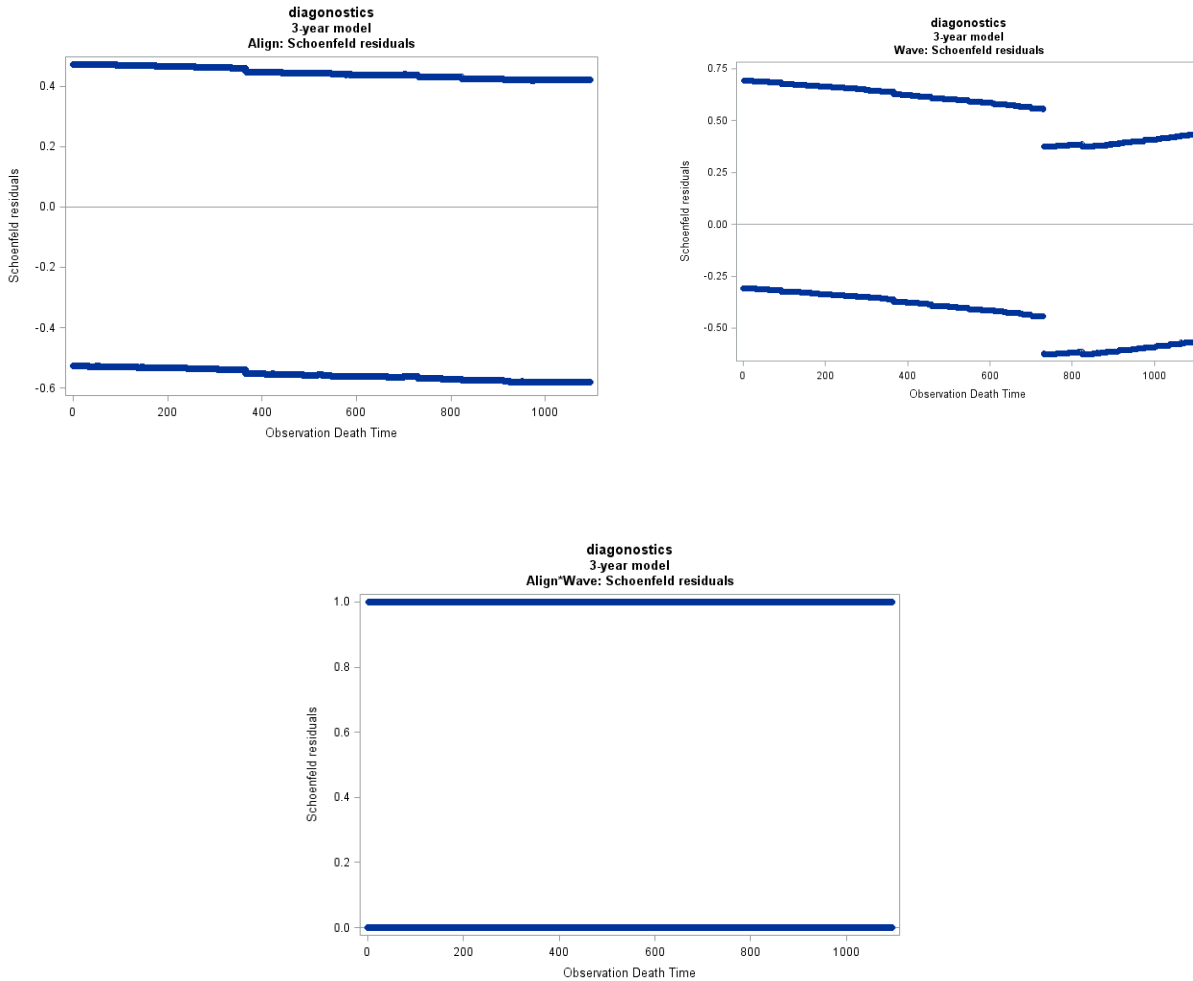 diagonostics
3-year model
Align: Schoenfeld residuals
0.4
0.2
0.0
-0.2
-0.4
-0.6
Schoenfeld residuals
0
200
400
600
800
1000
Observation Death Time
diagonostics
3-year model
Wave: Schoenfeld residuals
0.75
0.50
0.25
0.00
-0.25
-0.50
Schoenfeld residuals
0
200
400
600
800
1000
Observation Death Time
diagonostics
3-year model
Align*Wave: Schoenfeld residuals
1.0
0.8
0.6
0.4
0.2
0.0
Schoenfeld residuals
0
200
400
600
800
1000
Observation Death Time